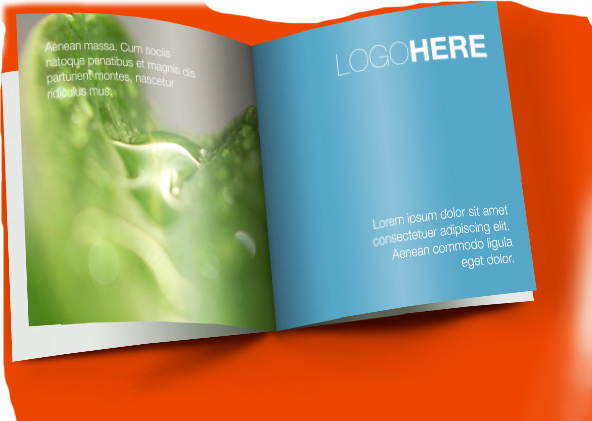 Aenean massa. Cum sociis
natoque penatibus et magnis dis
parturient montes, nascetur
ridiculus mus.
LOGOHERE
Lorem ipsum dolor sit amet
consectetuer adipiscing elit.
Aenean commodo ligula
eget dolor.